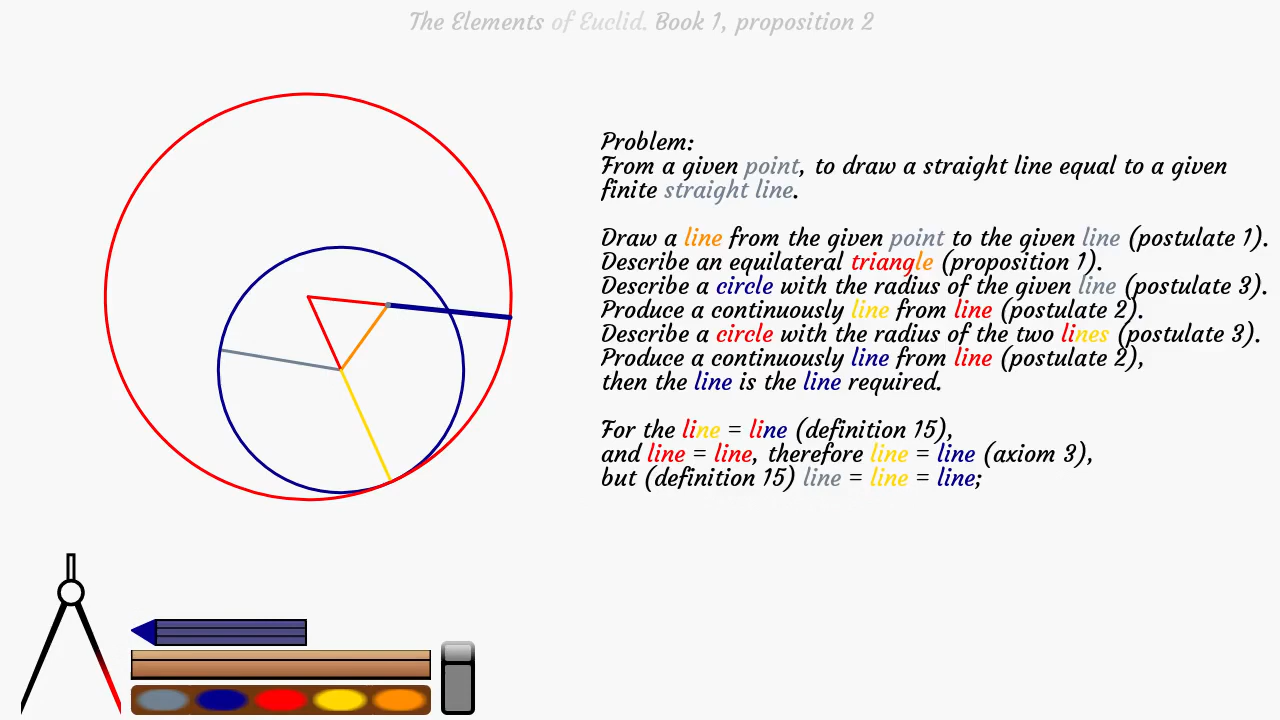 The Elements of Euclid. Book 1, proposition 2
Problem:
From a given point, to draw a straight line equal to a given
finite straight line.
Draw a line from the given point to the given line (postulate 1).
Describe an equilateral triangle (proposition 1).
Describe a circle with the radius of the given line (postulate 3).
Produce a continuously line from line (postulate 2).
Describe a circle with the radius of the two lines (postulate 3).
Produce a continuously line from line (postulate 2),
then the line is the line required.
For the line = line (definition 15),
and line = line, therefore line = line (axiom 3),
but (definition 15) line = line = line;